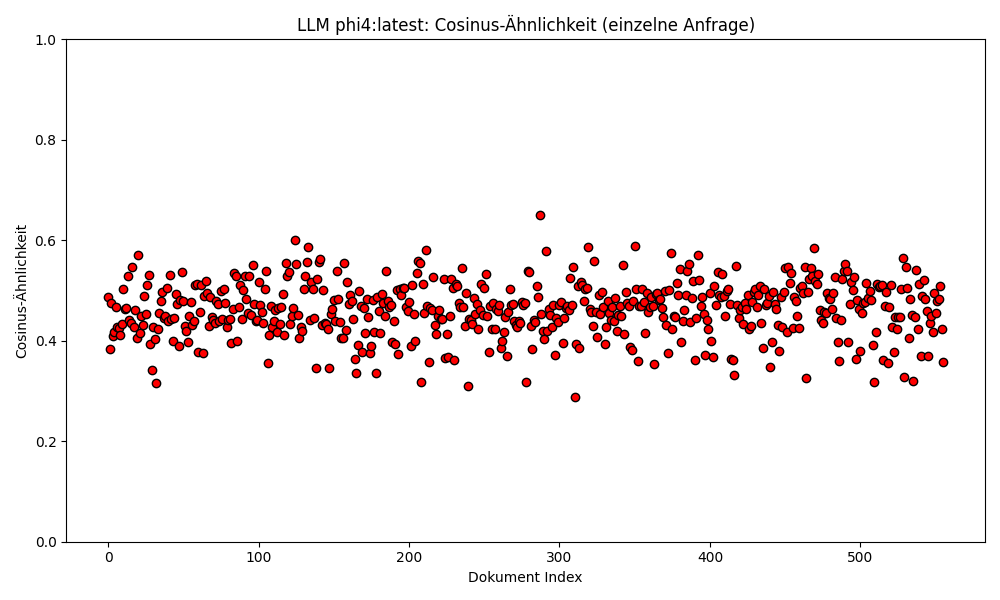 LLM phi4:latest: Cosinus-Ähnlichkeit (einzelne Anfrage)
1.0
0.8
0.6
0.4
0.2
0.0
Cosinus-Ähnlichkeit
0 100 200 300 400 500
Dokument Index